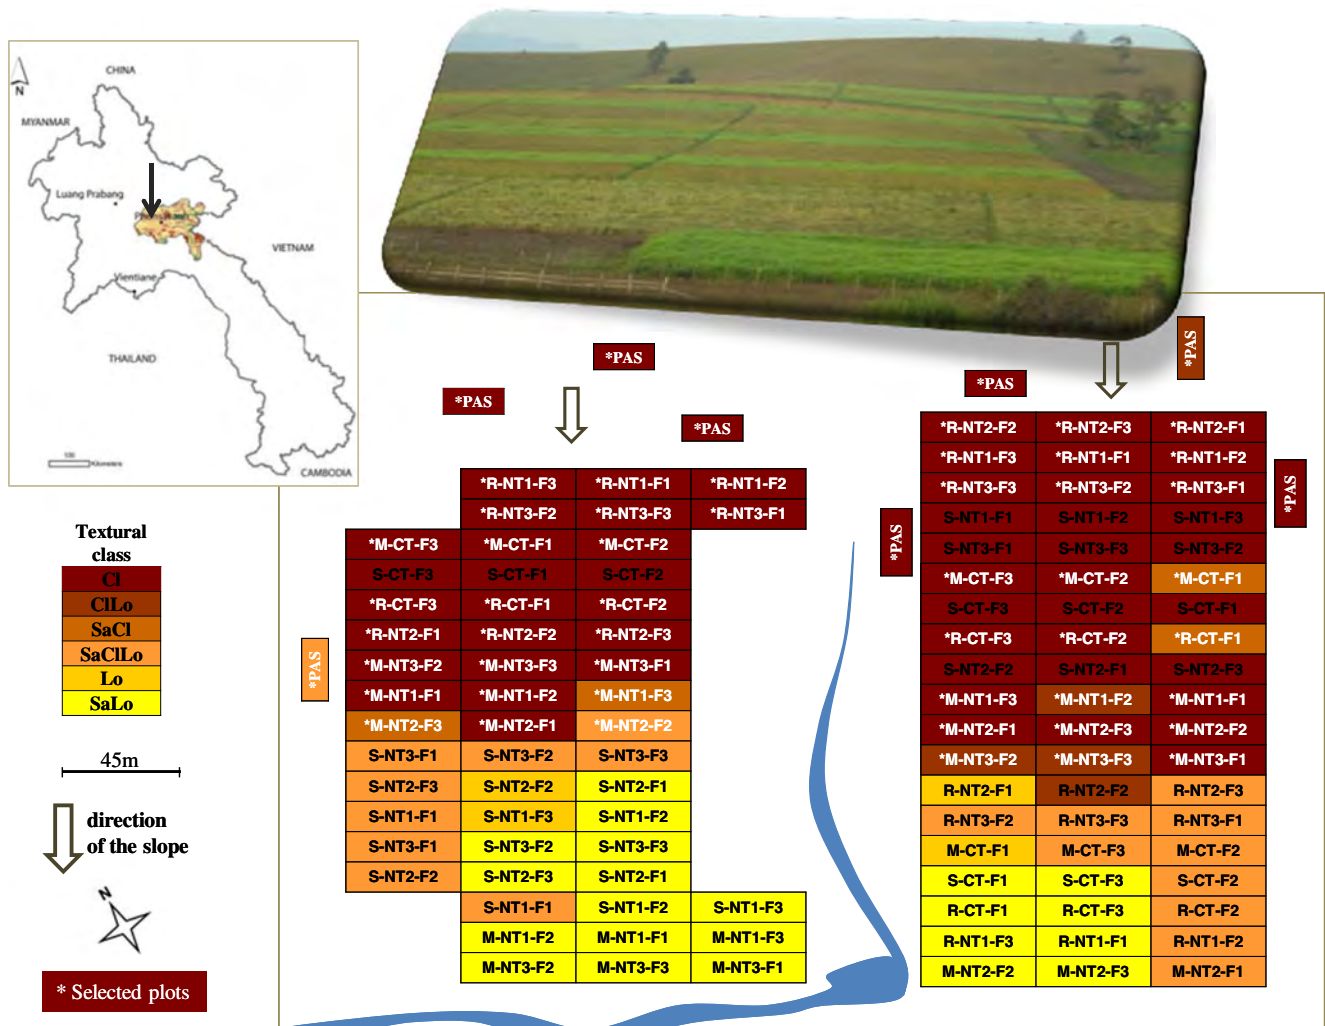 N
CHINA
MYANMAR
Luang Prabang
VIETNAM
Vientiane
THAILAND
100
Kilometers
CAMBODIA
Textural
class
Cl
ClLo
SaCl
SaClLo
Lo
SaLo
45m
direction
of the slope
N
* Selected plots
*PAS
*PAS
*PAS
*PAS
*R-NT1-F3 *R-NT1-F1 *R-NT1-F2
*R-NT3-F2 *R-NT3-F3 *R-NT3-F1
*M-CT-F3 *M-CT-F1 *M-CT-F2
S-CT-F3 S-CT-F1 S-CT-F2
*R-CT-F3 *R-CT-F1 *R-CT-F2
*R-NT2-F1 *R-NT2-F2 *R-NT2-F3
*M-NT3-F2 *M-NT3-F3 *M-NT3-F1
*M-NT1-F1 *M-NT1-F2 *M-NT1-F3
*M-NT2-F3 *M-NT2-F1 *M-NT2-F2
S-NT3-F1 S-NT3-F2 S-NT3-F3
S-NT2-F3 S-NT2-F2 S-NT2-F1
S-NT1-F1 S-NT1-F3 S-NT1-F2
S-NT3-F1 S-NT3-F2 S-NT3-F3
S-NT2-F2 S-NT2-F3 S-NT2-F1
S-NT1-F1 S-NT1-F2 S-NT1-F3
M-NT1-F2 M-NT1-F1 M-NT1-F3
M-NT3-F2 M-NT3-F3 M-NT3-F1
*PAS
*PAS
*PAS
*PAS
*R-NT2-F2 *R-NT2-F3 *R-NT2-F1
*R-NT1-F3 *R-NT1-F1 *R-NT1-F2
*R-NT3-F3 *R-NT3-F2 *R-NT3-F1
S-NT1-F1 S-NT1-F2 S-NT1-F3
S-NT3-F1 S-NT3-F3 S-NT3-F2
*M-CT-F3 *M-CT-F2 *M-CT-F1
S-CT-F3 S-CT-F2 S-CT-F1
*R-CT-F3 *R-CT-F2 *R-CT-F1
S-NT2-F2 S-NT2-F1 S-NT2-F3
*M-NT1-F3 *M-NT1-F2 *M-NT1-F1
*M-NT2-F1 *M-NT2-F3 *M-NT2-F2
*M-NT3-F2 *M-NT3-F3 *M-NT3-F1
R-NT2-F1 R-NT2-F2 R-NT2-F3
R-NT3-F2 R-NT3-F3 R-NT3-F1
M-CT-F1 M-CT-F3 M-CT-F2
S-CT-F1 S-CT-F3 S-CT-F2
R-CT-F1 R-CT-F3 R-CT-F2
R-NT1-F3 R-NT1-F1 R-NT1-F2
M-NT2-F2 M-NT2-F3 M-NT2-F1